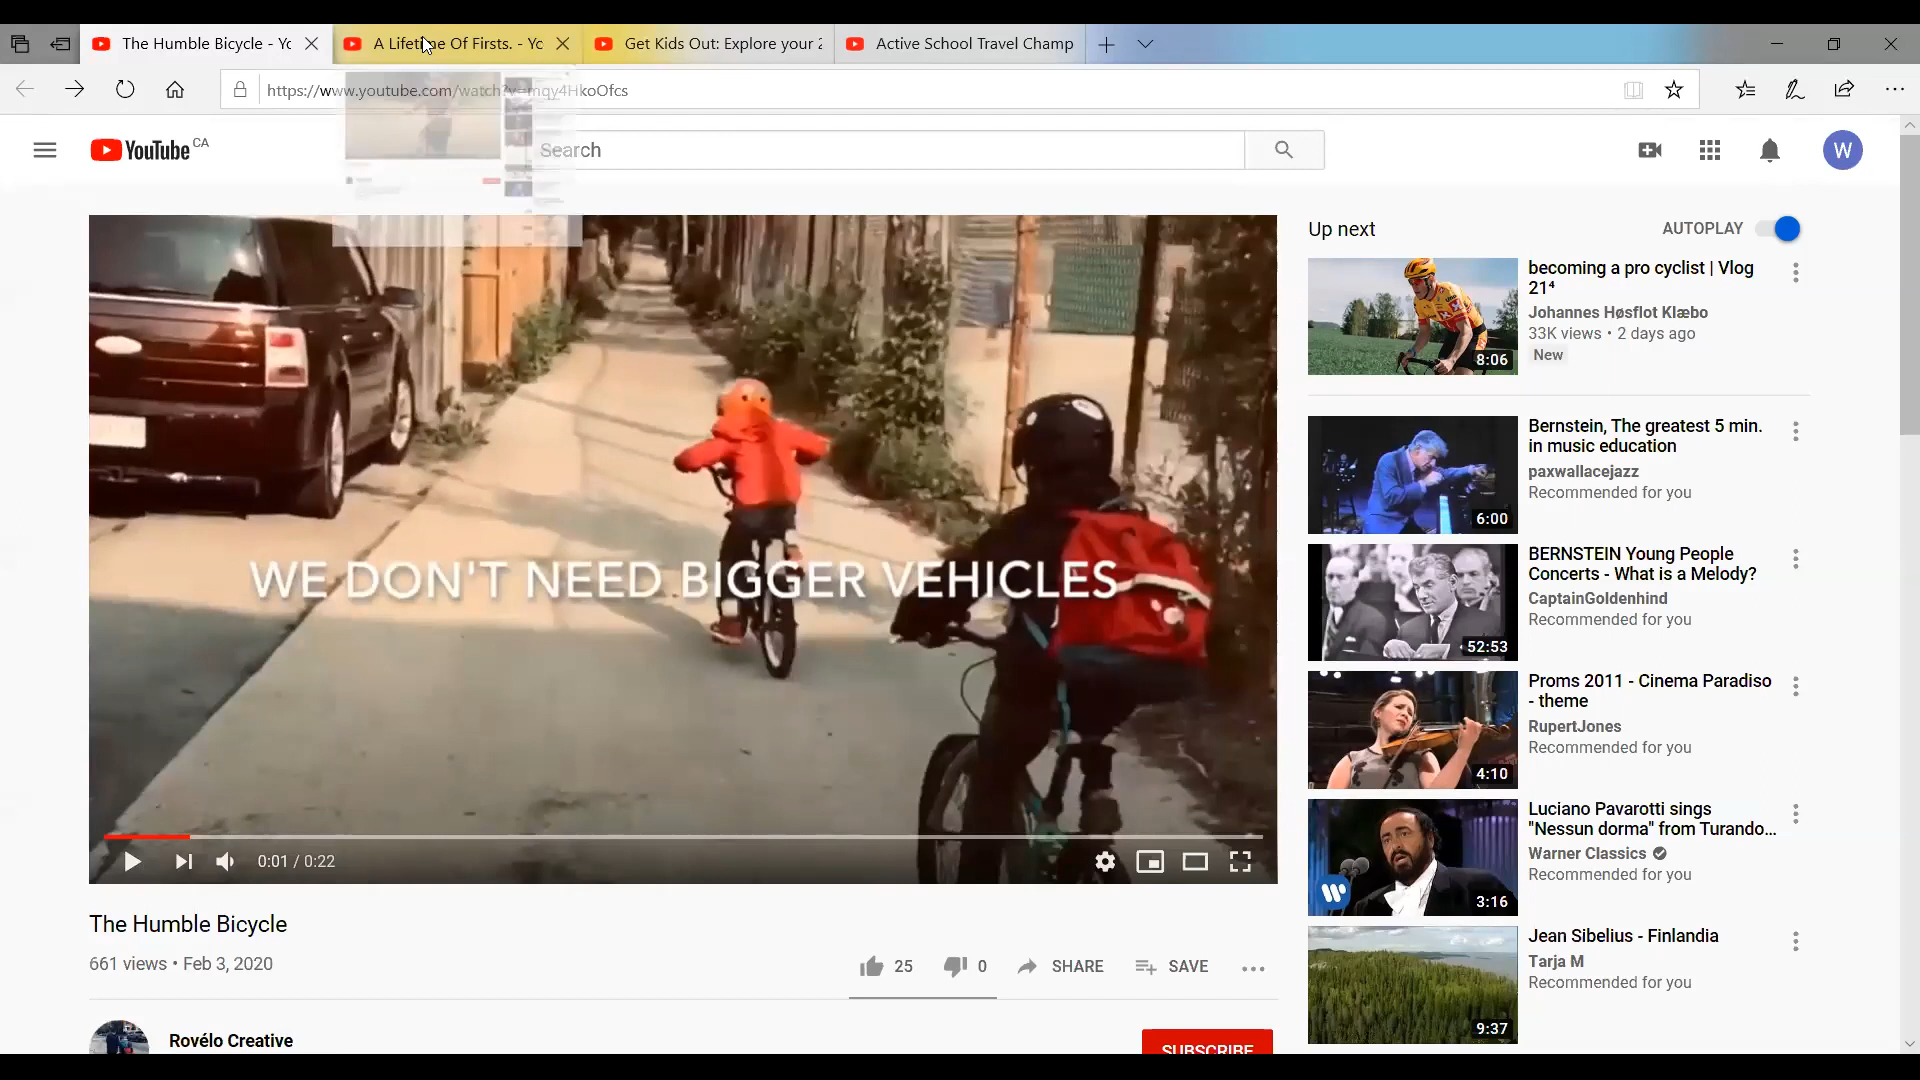 The Humble Bicycle - Yc
A Lifetime Of Firsts. - Yc
Get Kids Out: Explore your 2
Active School Travel Champ
https://www.youtube.com/watch?v=mqy4HkoOfcs
YouTube CA
Search
W
WE DON'T NEED BIGGER VEHICLES
0:01 / 0:22
The Humble Bicycle
661 views • Feb 3, 2020
25
0
SHARE
SAVE
Rovélo Creative
SUBSCRIBE
Up next
AUTOPLAY
8:06
becoming a pro cyclist | Vlog
21⁴
Johannes Høsflot Klæbo
33K views • 2 days ago
New
6:00
Bernstein, The greatest 5 min.
in music education
paxwallacejazz
Recommended for you
52:53
BERNSTEIN Young People
Concerts - What is a Melody?
CaptainGoldenhind
Recommended for you
4:10
Proms 2011 - Cinema Paradiso
- theme
RupertJones
Recommended for you
3:16
Luciano Pavarotti sings
"Nessun dorma" from Turando...
Warner Classics
Recommended for you
9:37
Jean Sibelius - Finlandia
Tarja M
Recommended for you